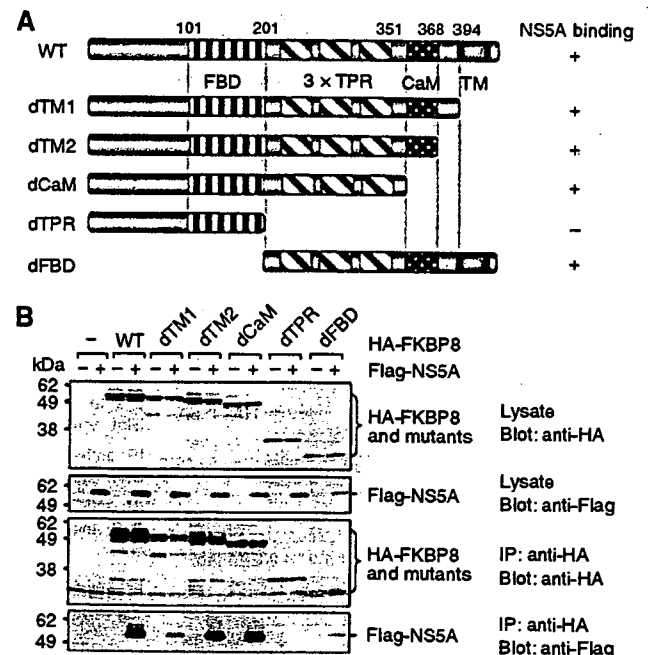 A
101 201 351 368 394 NS5A binding
WT +
FBD 3 × TPR CaM TM
dTM1 +
dTM2 +
dCaM +
dTPR −
dFBD +
B
− WT dTM1 dTM2 dCaM dTPR dFBD HA-FKBP8
kDa − + − + − + − + − + − + − + Flag-NS5A
62
49
38
HA-FKBP8
and mutants
Lysate
Blot: anti-HA
62
49
Flag-NS5A
Lysate
Blot: anti-Flag
62
49
38
HA-FKBP8
and mutants
IP: anti-HA
Blot: anti-HA
62
49
Flag-NS5A
IP: anti-HA
Blot: anti-Flag